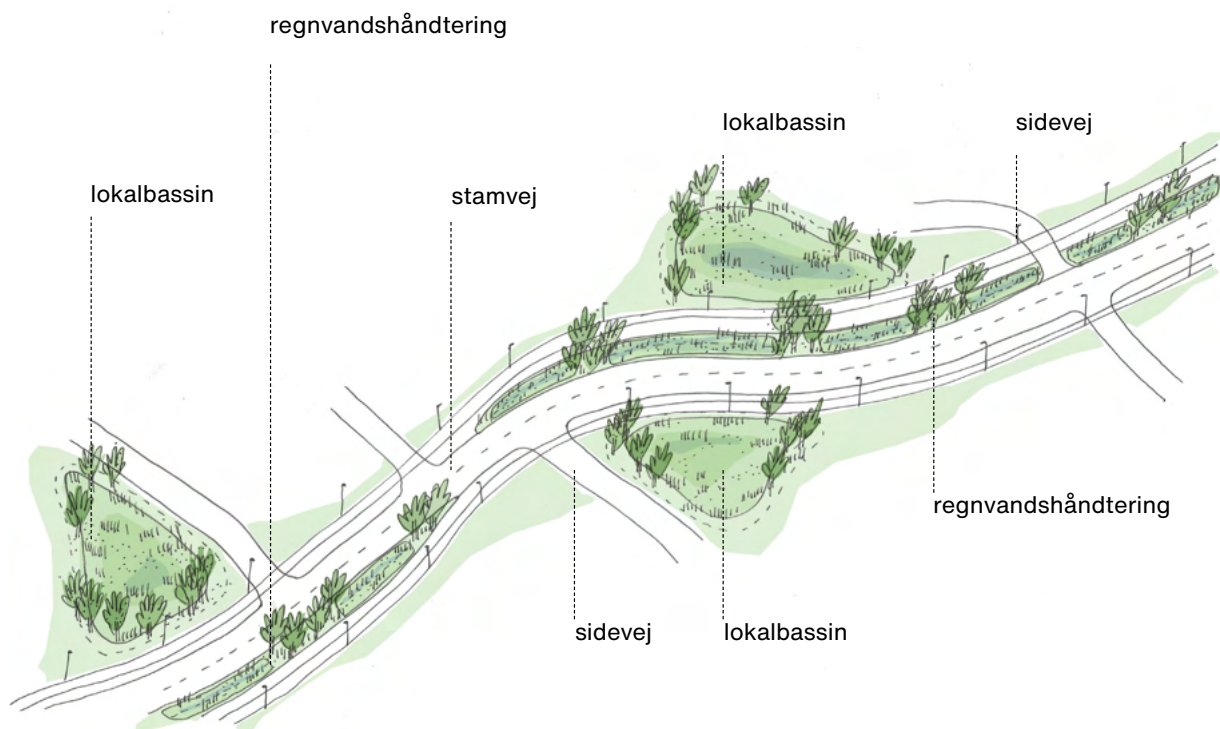 regnvandshåndtering
lokalbassin
sidevej
lokalbassin
stamvej
regnvandshåndtering
sidevej
lokalbassin